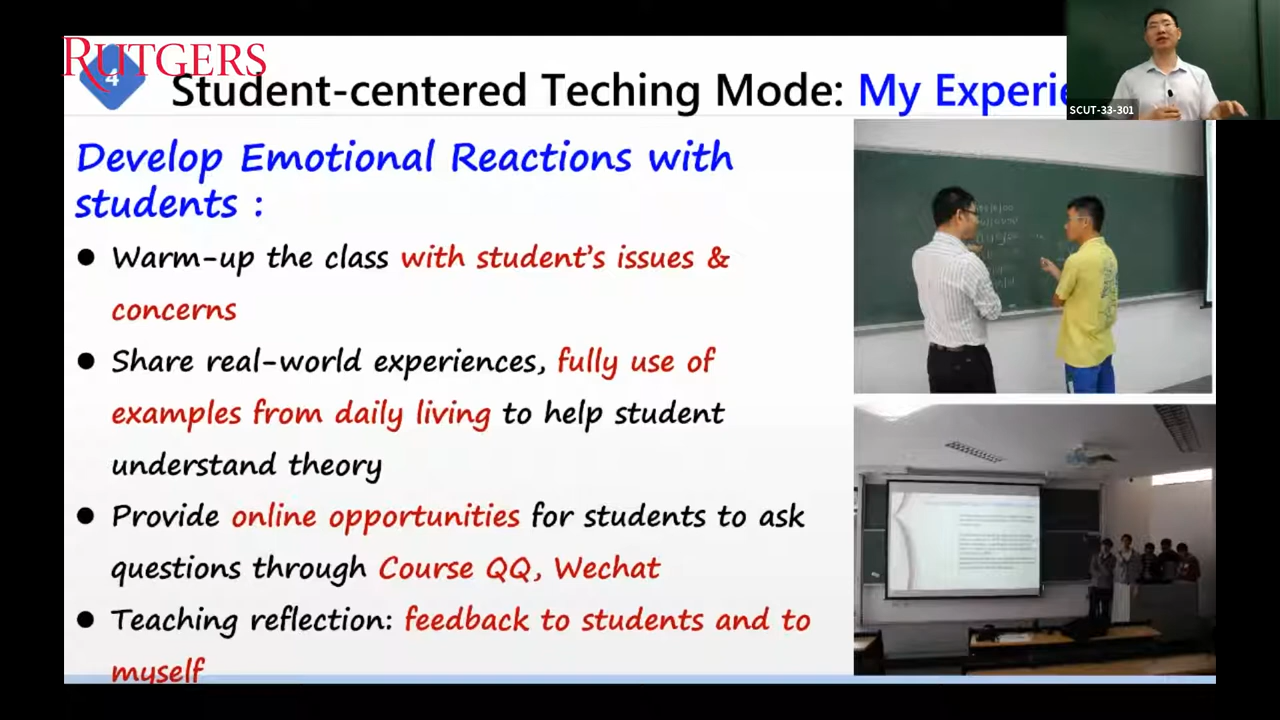 RUTGERS
4
Student-centered Teching Mode: My Experie
SCUT-33-301
Develop Emotional Reactions with
students :
● Warm-up the class with student's issues &
concerns
● Share real-world experiences, fully use of
examples from daily living to help student
understand theory
● Provide online opportunities for students to ask
questions through Course QQ, Wechat
● Teaching reflection: feedback to students and to
myself